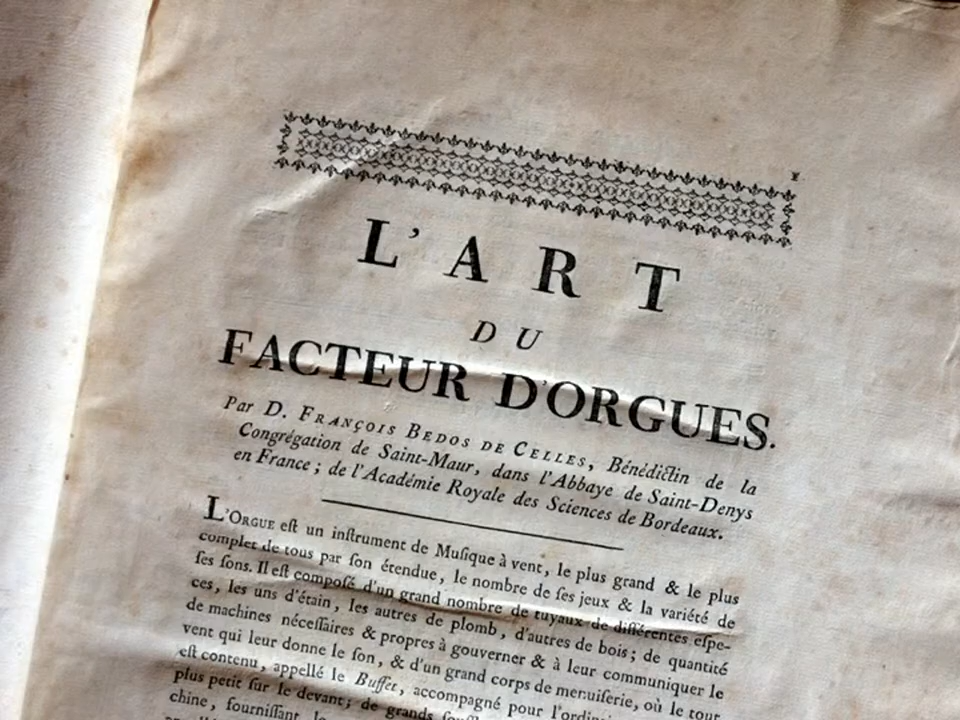 L'ART
DU
FACTEUR D'ORGUES.
Par D. FRANÇOIS BEDOS DE CELLES, Bénédictin de la
Congrégation de Saint-Maur, dans l'Abbaye de Saint-Denys
en France ; de l'Académie Royale des Sciences de Bordeaux.
L'ORGUE eſt un inſtrument de Muſique à vent, le plus grand & le plus
complet de tous par ſon étendue, le nombre de ſes jeux & la variété de
ſes ſons. Il eſt compoſé d'un grand nombre de tuyaux de différentes eſpe-
ces, les uns d'étain, les autres de plomb, d'autres de bois ; de quantité
de machines néceſſaires & propres à gouverner & à leur communiquer le
vent qui leur donne le ſon, & d'un grand corps de menuiſerie, où le tout
eſt contenu, appellé le Buffet, accompagné pour l'ordin
plus petit ſur le devant ; de grands
chine, fourniſſant